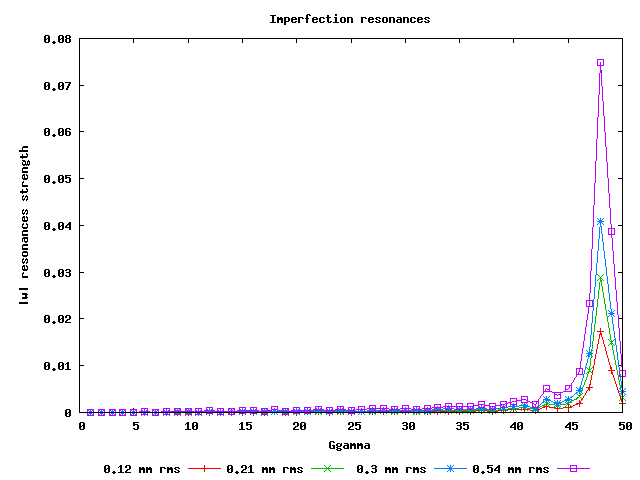 Imperfection resonances
0.08
0.07
0.06
0.05
0.04
0.03
0.02
0.01
0
|w| resonances strength
0 5 10 15 20 25 30 35 40 45 50
Ggamma
0.12 mm rms 0.21 mm rms 0.3 mm rms 0.54 mm rms